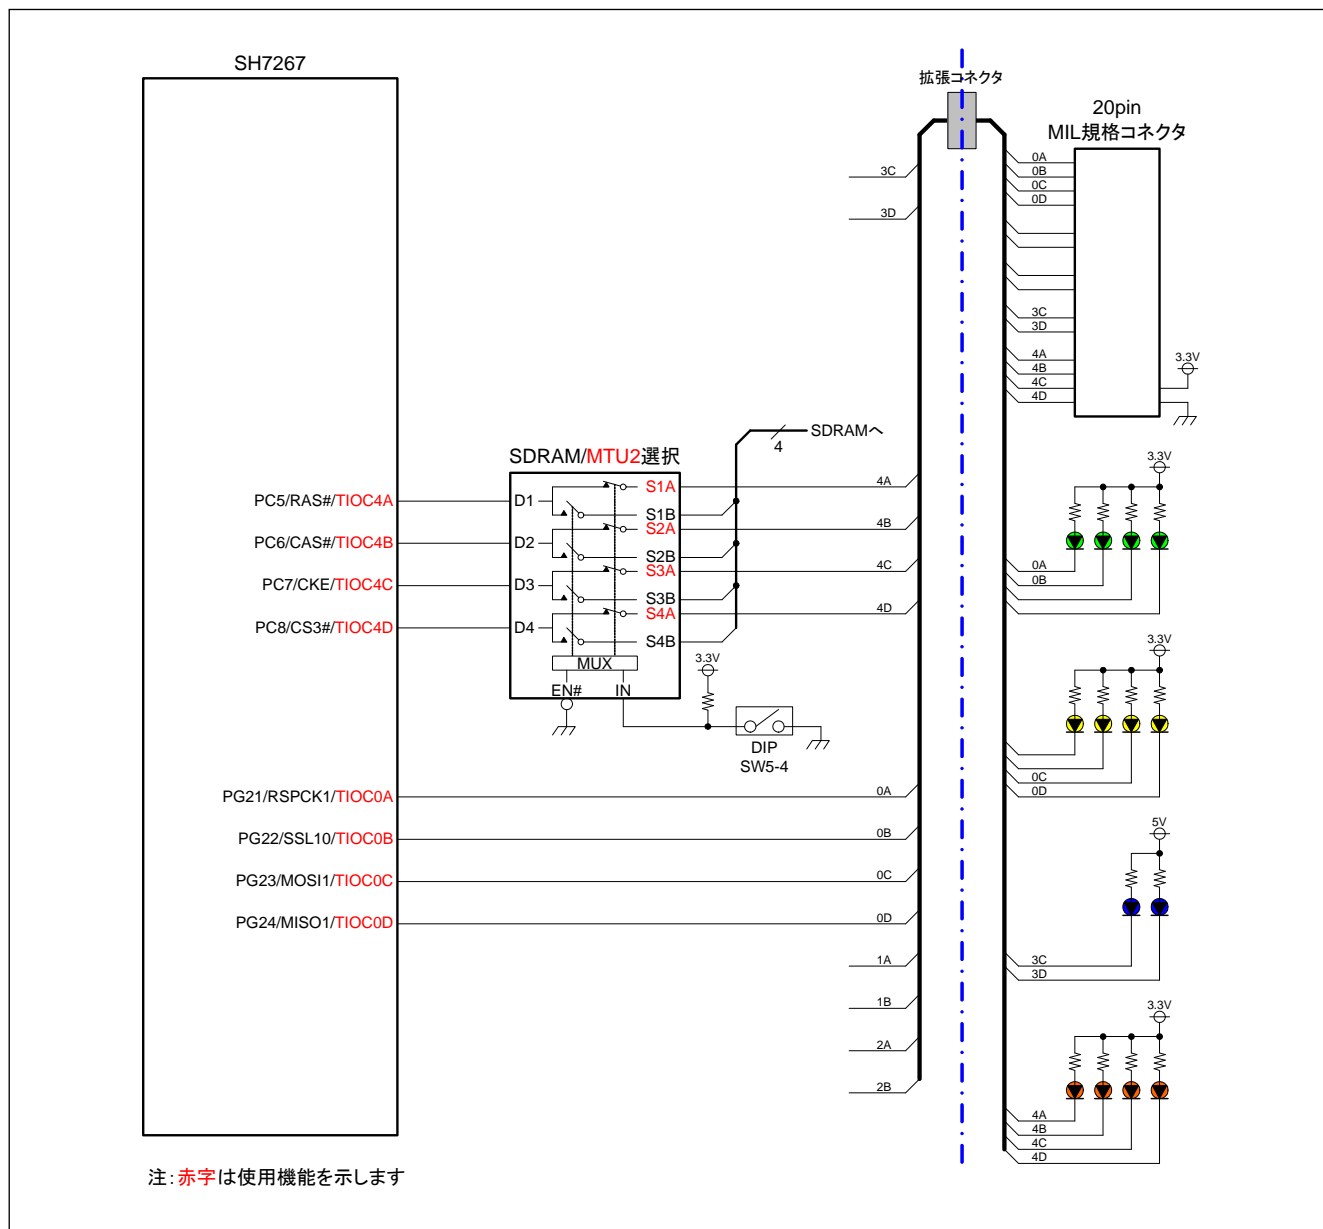 SH7267
拡張コネクタ
20pin
MIL規格コネクタ
0A
0B
0C
0D
3C
3D
4A
4B
4C
4D
3.3V
3C
3D
SDRAMへ
4
SDRAM/MTU2選択
PC5/RAS#/TIOC4A
PC6/CAS#/TIOC4B
PC7/CKE/TIOC4C
PC8/CS3#/TIOC4D
D1
D2
D3
D4
S1A
S1B
S2A
S2B
S3A
S3B
S4A
S4B
MUX
EN#
IN
3.3V
DIP
SW5-4
4A
4B
4C
4D
PG21/RSPCK1/TIOC0A
PG22/SSL10/TIOC0B
PG23/MOSI1/TIOC0C
PG24/MISO1/TIOC0D
0A
0B
0C
0D
1A
1B
2A
2B
3.3V
0A
0B
3.3V
0C
0D
5V
3C
3D
3.3V
4A
4B
4C
4D
注：赤字は使用機能を示します